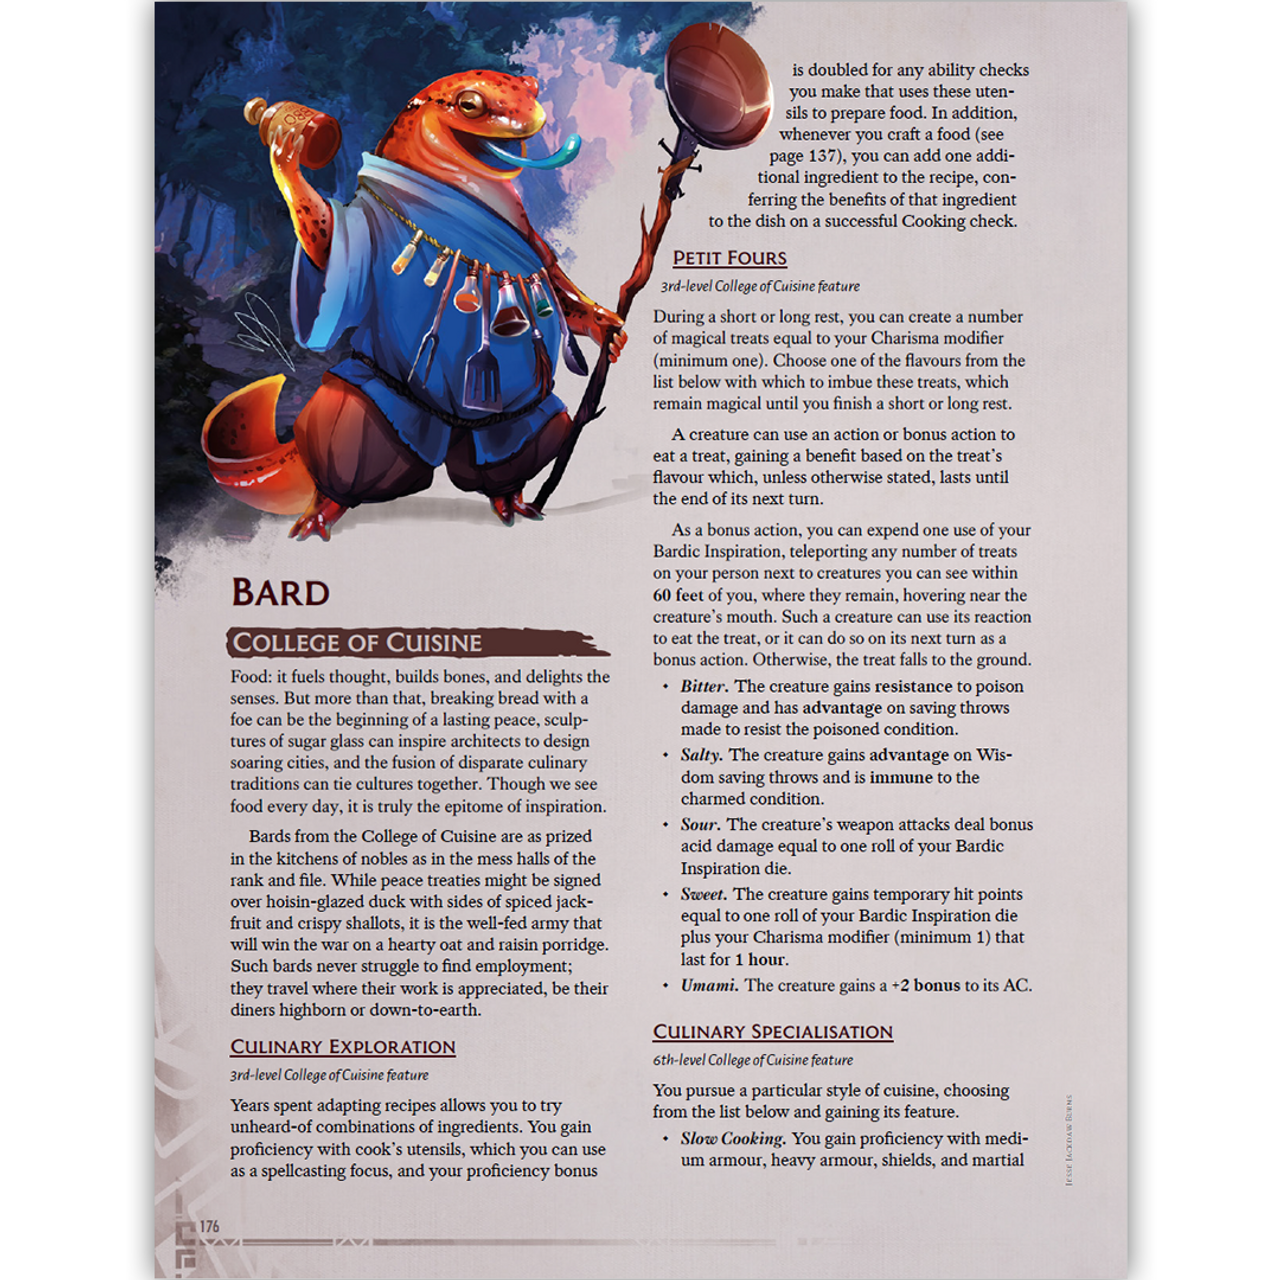 BARD
COLLEGE OF CUISINE
Food: it fuels thought, builds bones, and delights the
senses. But more than that, breaking bread with a
foe can be the beginning of a lasting peace, sculp-
tures of sugar glass can inspire architects to design
soaring cities, and the fusion of disparate culinary
traditions can tie cultures together. Though we see
food every day, it is truly the epitome of inspiration.
Bards from the College of Cuisine are as prized
in the kitchens of nobles as in the mess halls of the
rank and file. While peace treaties might be signed
over hoisin-glazed duck with sides of spiced jack-
fruit and crispy shallots, it is the well-fed army that
will win the war on a hearty oat and raisin porridge.
Such bards never struggle to find employment;
they travel where their work is appreciated, be their
diners highborn or down-to-earth.
CULINARY EXPLORATION
3rd-level College of Cuisine feature
Years spent adapting recipes allows you to try
unheard-of combinations of ingredients. You gain
proficiency with cook's utensils, which you can use
as a spellcasting focus, and your proficiency bonus
is doubled for any ability checks
you make that uses these uten-
sils to prepare food. In addition,
whenever you craft a food (see
page 137), you can add one addi-
tional ingredient to the recipe, con-
ferring the benefits of that ingredient
to the dish on a successful Cooking check.
PETIT FOURS
3rd-level College of Cuisine feature
During a short or long rest, you can create a number
of magical treats equal to your Charisma modifier
(minimum one). Choose one of the flavours from the
list below with which to imbue these treats, which
remain magical until you finish a short or long rest.
A creature can use an action or bonus action to
eat a treat, gaining a benefit based on the treat's
flavour which, unless otherwise stated, lasts until
the end of its next turn.
As a bonus action, you can expend one use of your
Bardic Inspiration, teleporting any number of treats
on your person next to creatures you can see within
60 feet of you, where they remain, hovering near the
creature's mouth. Such a creature can use its reaction
to eat the treat, or it can do so on its next turn as a
bonus action. Otherwise, the treat falls to the ground.
• Bitter. The creature gains resistance to poison
damage and has advantage on saving throws
made to resist the poisoned condition.
• Salty. The creature gains advantage on Wis-
dom saving throws and is immune to the
charmed condition.
• Sour. The creature's weapon attacks deal bonus
acid damage equal to one roll of your Bardic
Inspiration die.
• Sweet. The creature gains temporary hit points
equal to one roll of your Bardic Inspiration die
plus your Charisma modifier (minimum 1) that
last for 1 hour.
• Umami. The creature gains a +2 bonus to its AC.
CULINARY SPECIALISATION
6th-level College of Cuisine feature
You pursue a particular style of cuisine, choosing
from the list below and gaining its feature.
• Slow Cooking. You gain proficiency with medi-
um armour, heavy armour, shields, and martial
JESSE JACKDAW BURNS
176